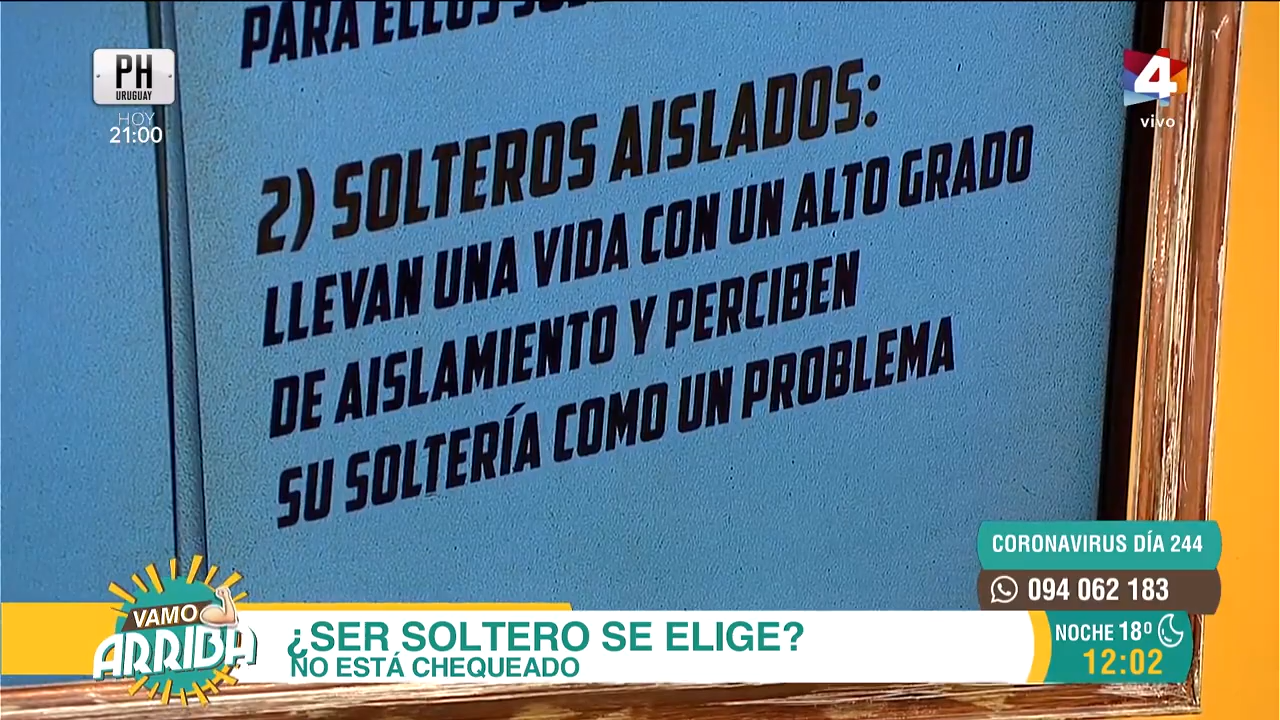 PARA ELLOS
PH
URUGUAY
HOY
21:00
4
vivo
2) SOLTEROS AISLADOS:
LLEVAN UNA VIDA CON UN ALTO GRADO
DE AISLAMIENTO Y PERCIBEN
SU SOLTERÍA COMO UN PROBLEMA
CORONAVIRUS DÍA 244
094 062 183
VAMO
ARRIBA
¿SER SOLTERO SE ELIGE?
NO ESTÁ CHEQUEADO
NOCHE 18º
12:02